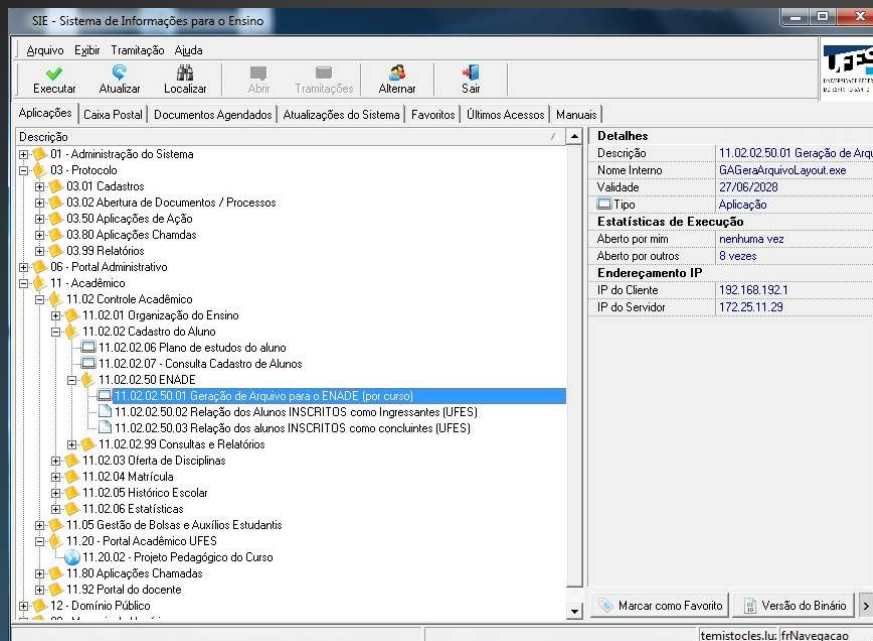 SIE - Sistema de Informações para o Ensino
Arquivo Exibir Tramitação Ajuda
Executar Atualizar Localizar Abrir Tramitações Alternar Sair
UFES
Aplicações Caixa Postal Documentos Agendados Atualizações do Sistema Favoritos Últimos Acessos Manuais
Descrição
01 - Administração do Sistema
03 - Protocolo
03.01 Cadastros
03.02 Abertura de Documentos / Processos
03.50 Aplicações de Ação
03.80 Aplicações Chamdas
03.99 Relatórios
06 - Portal Administrativo
11 - Acadêmico
11.02 Controle Acadêmico
11.02.01 Organização do Ensino
11.02.02 Cadastro do Aluno
11.02.02.06 Plano de estudos do aluno
11.02.02.07 - Consulta Cadastro de Alunos
11.02.02.50 ENADE
11.02.02.50.01 Geração de Arquivo para o ENADE (por curso)
11.02.02.50.02 Relação dos Alunos INSCRITOS como Ingressantes (UFES)
11.02.02.50.03 Relação dos alunos INSCRITOS como concluintes (UFES)
11.02.02.99 Consultas e Relatórios
11.02.03 Oferta de Disciplinas
11.02.04 Matrícula
11.02.05 Histórico Escolar
11.02.06 Estatísticas
11.05 Gestão de Bolsas e Auxílios Estudantis
11.20 - Portal Acadêmico UFES
11.20.02 - Projeto Pedagógico do Curso
11.80 Aplicações Chamadas
11.92 Portal do docente
12 - Domínio Público
Detalhes
Descrição 11.02.02.50.01 Geração de Arqu
Nome Interno GAGeraArquivoLayout.exe
Validade 27/06/2028
Tipo Aplicação
Estatísticas de Execução
Aberto por mim nenhuma vez
Aberto por outros 8 vezes
Endereçamento IP
IP do Cliente 192.168.192.1
IP do Servidor 172.25.11.29
Marcar como Favorito Versão do Binário
temistocles.lu: frNavegacao